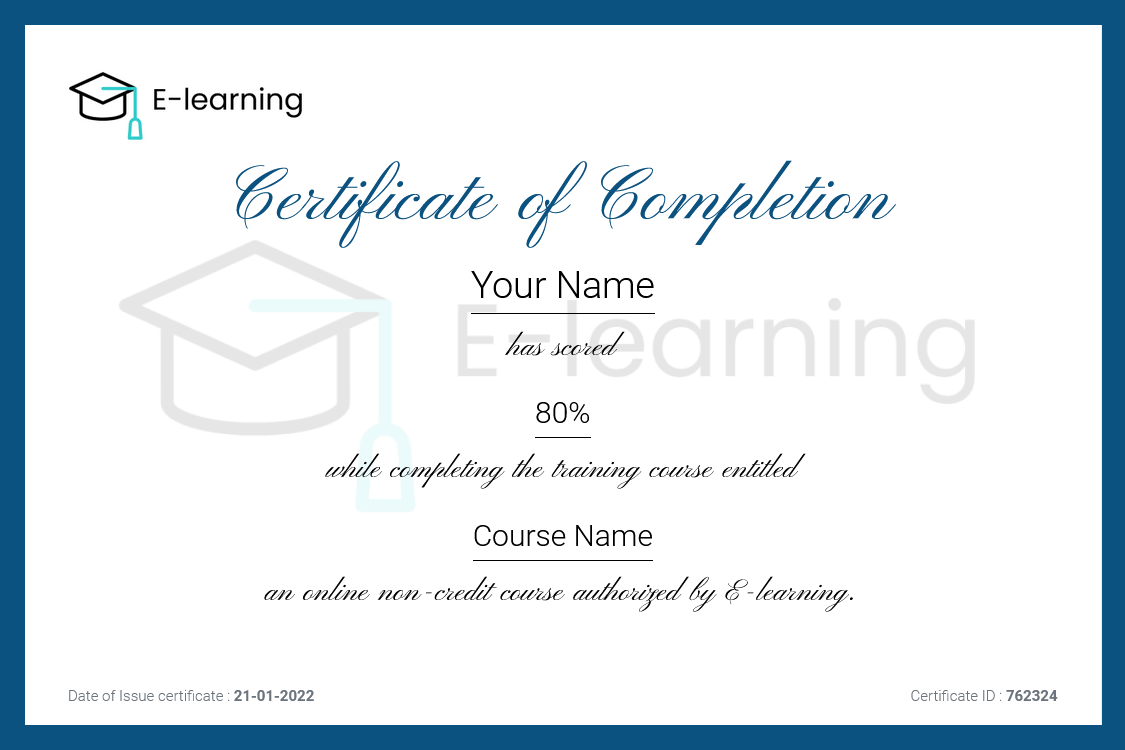 E-learning
Certificate of Completion
Your Name
E-learning
has scored
80%
while completing the training course entitled
Course Name
an online non-credit course authorized by E-learning.
Date of Issue certificate : 21-01-2022
Certificate ID : 762324